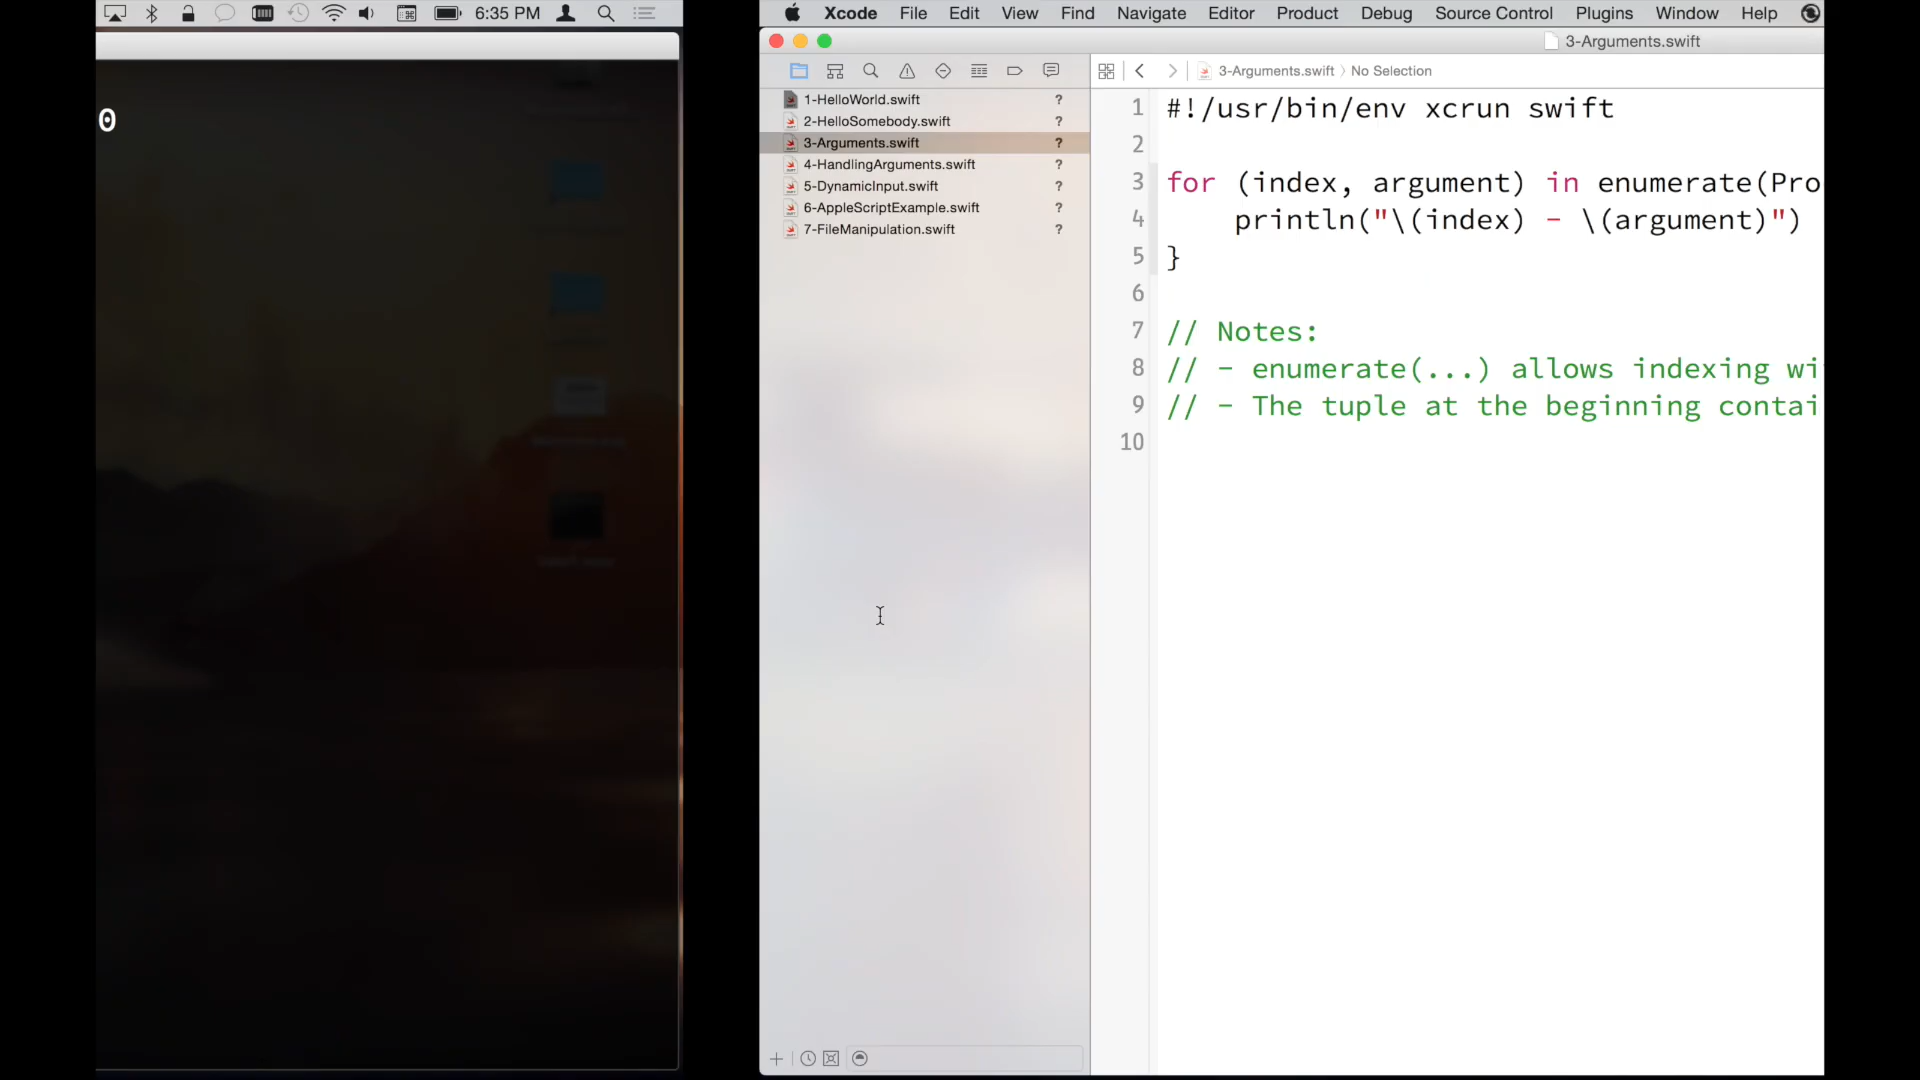 6:35 PM
0
Xcode File Edit View Find Navigate Editor Product Debug Source Control Plugins Window Help
3-Arguments.swift
3-Arguments.swift No Selection
1-HelloWorld.swift ?
2-HelloSomebody.swift ?
3-Arguments.swift ?
4-HandlingArguments.swift ?
5-DynamicInput.swift ?
6-AppleScriptExample.swift ?
7-FileManipulation.swift ?
1 #!/usr/bin/env xcrun swift
2
3 for (index, argument) in enumerate(Pro
4 println("\(index) - \(argument)")
5 }
6
7 // Notes:
8 // - enumerate(...) allows indexing wi
9 // - The tuple at the beginning contai
10